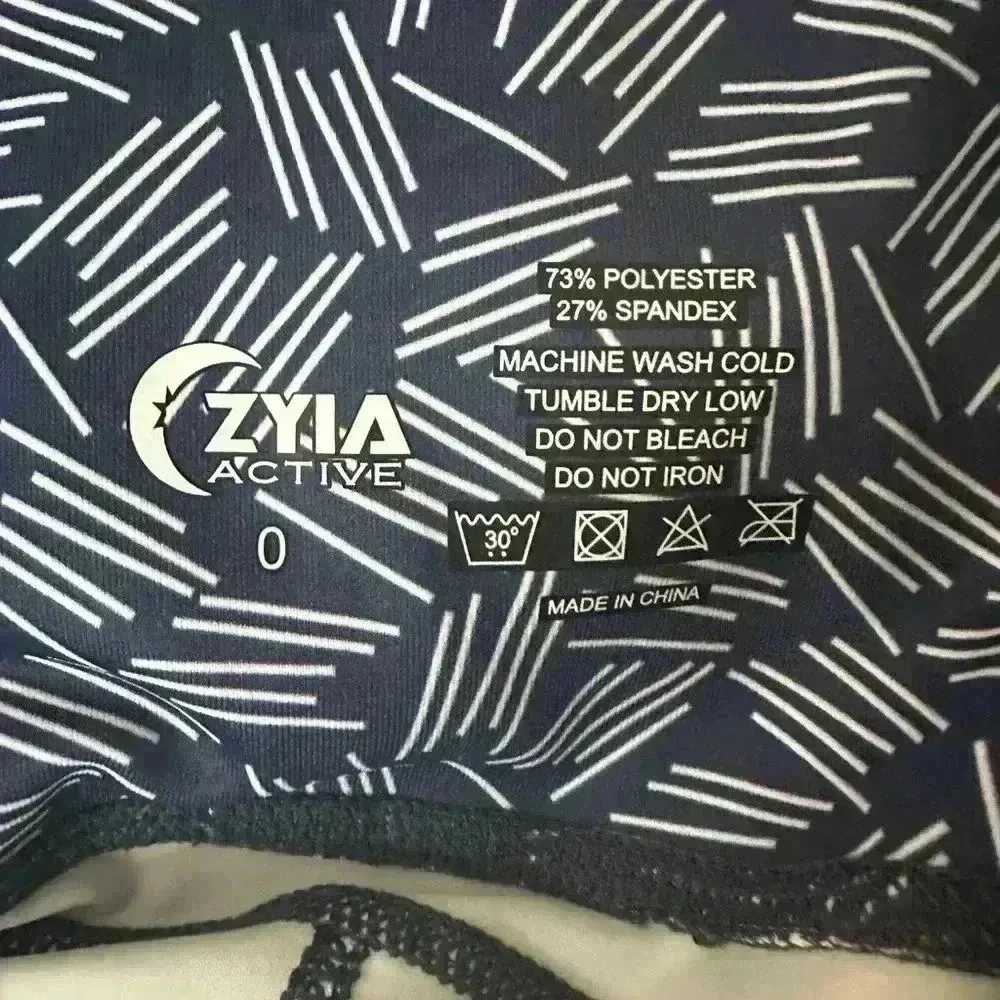 ZYIA
ACTIVE
0
73% POLYESTER
27% SPANDEX
MACHINE WASH COLD
TUMBLE DRY LOW
DO NOT BLEACH
DO NOT IRON
30°
MADE IN CHINA